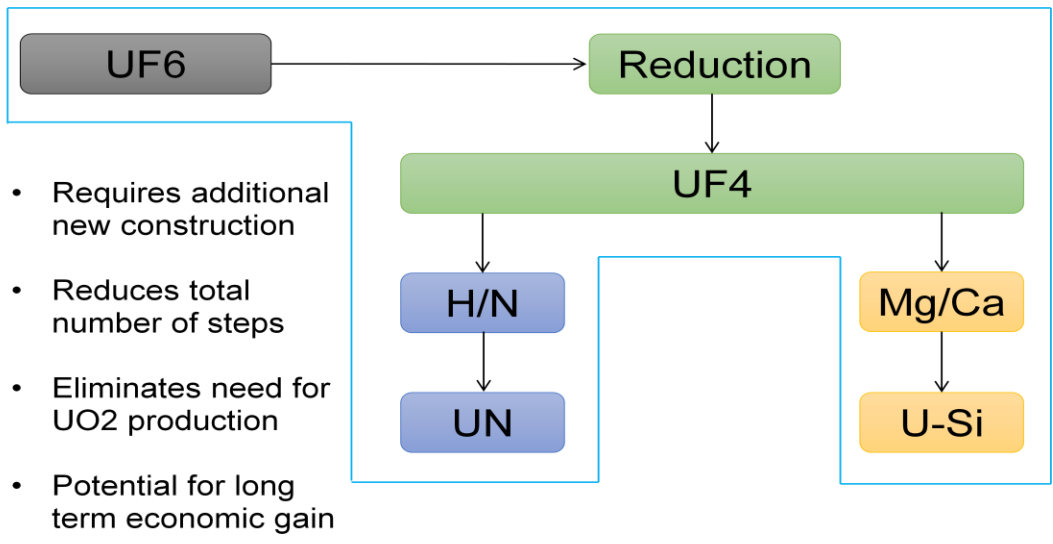 UF6
Reduction
UF4
H/N
Mg/Ca
UN
U-Si
• Requires additional
new construction
• Reduces total
number of steps
• Eliminates need for
UO2 production
• Potential for long
term economic gain